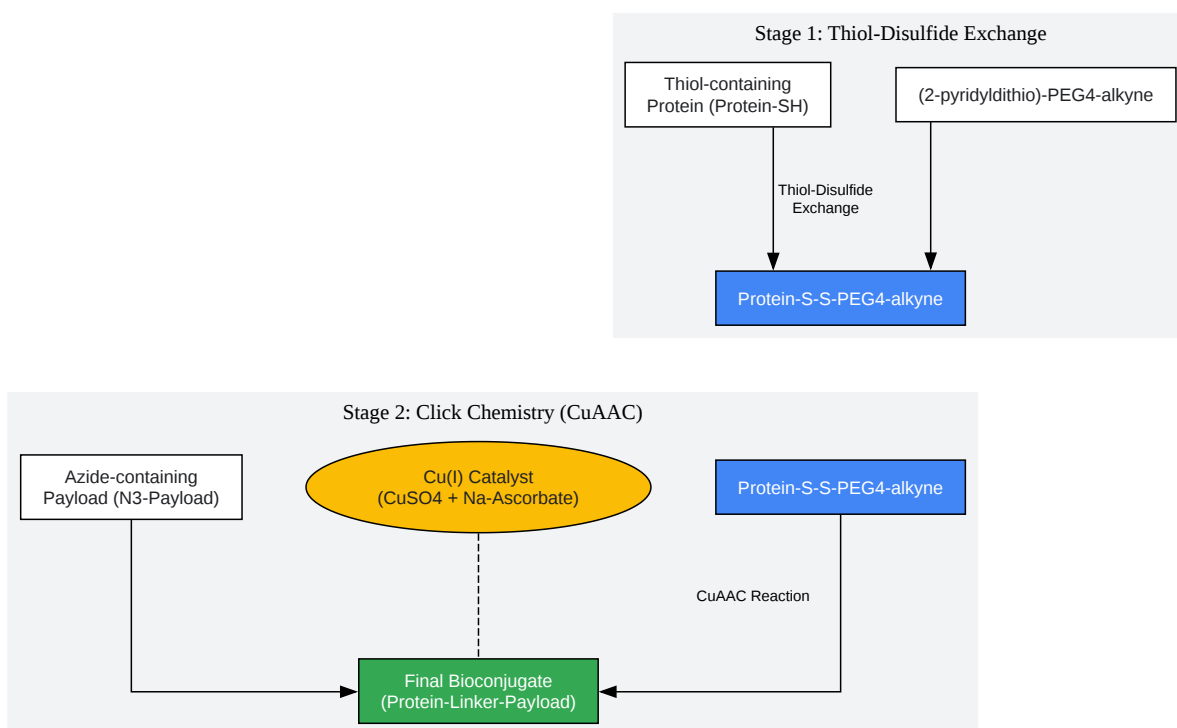 Stage 1: Thiol-Disulfide Exchange
Thiol-containing
Protein (Protein-SH)
(2-pyridyldithio)-PEG4-alkyne
Thiol-Disulfide
Exchange
Protein-S-S-PEG4-alkyne
Stage 2: Click Chemistry (CuAAC)
Azide-containing
Payload (N3-Payload)
Cu(I) Catalyst
(CuSO4 + Na-Ascorbate)
Protein-S-S-PEG4-alkyne
CuAAC Reaction
Final Bioconjugate
(Protein-Linker-Payload)